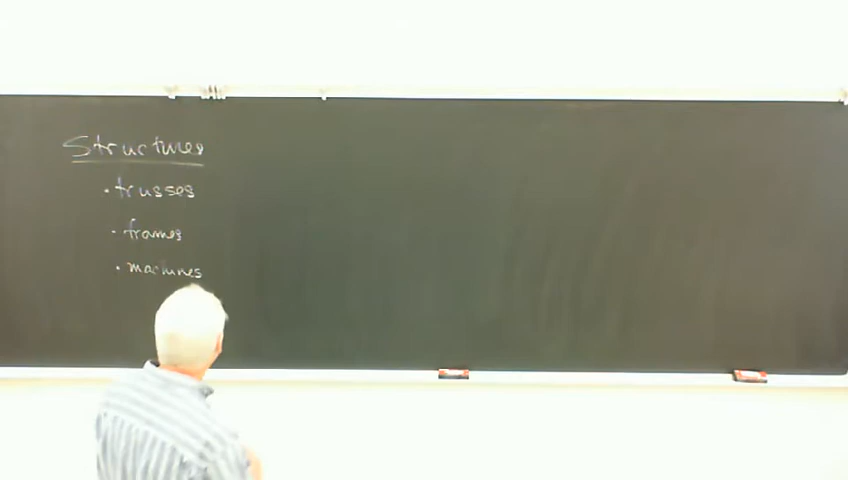 Structures
• trusses
• frames
• machines